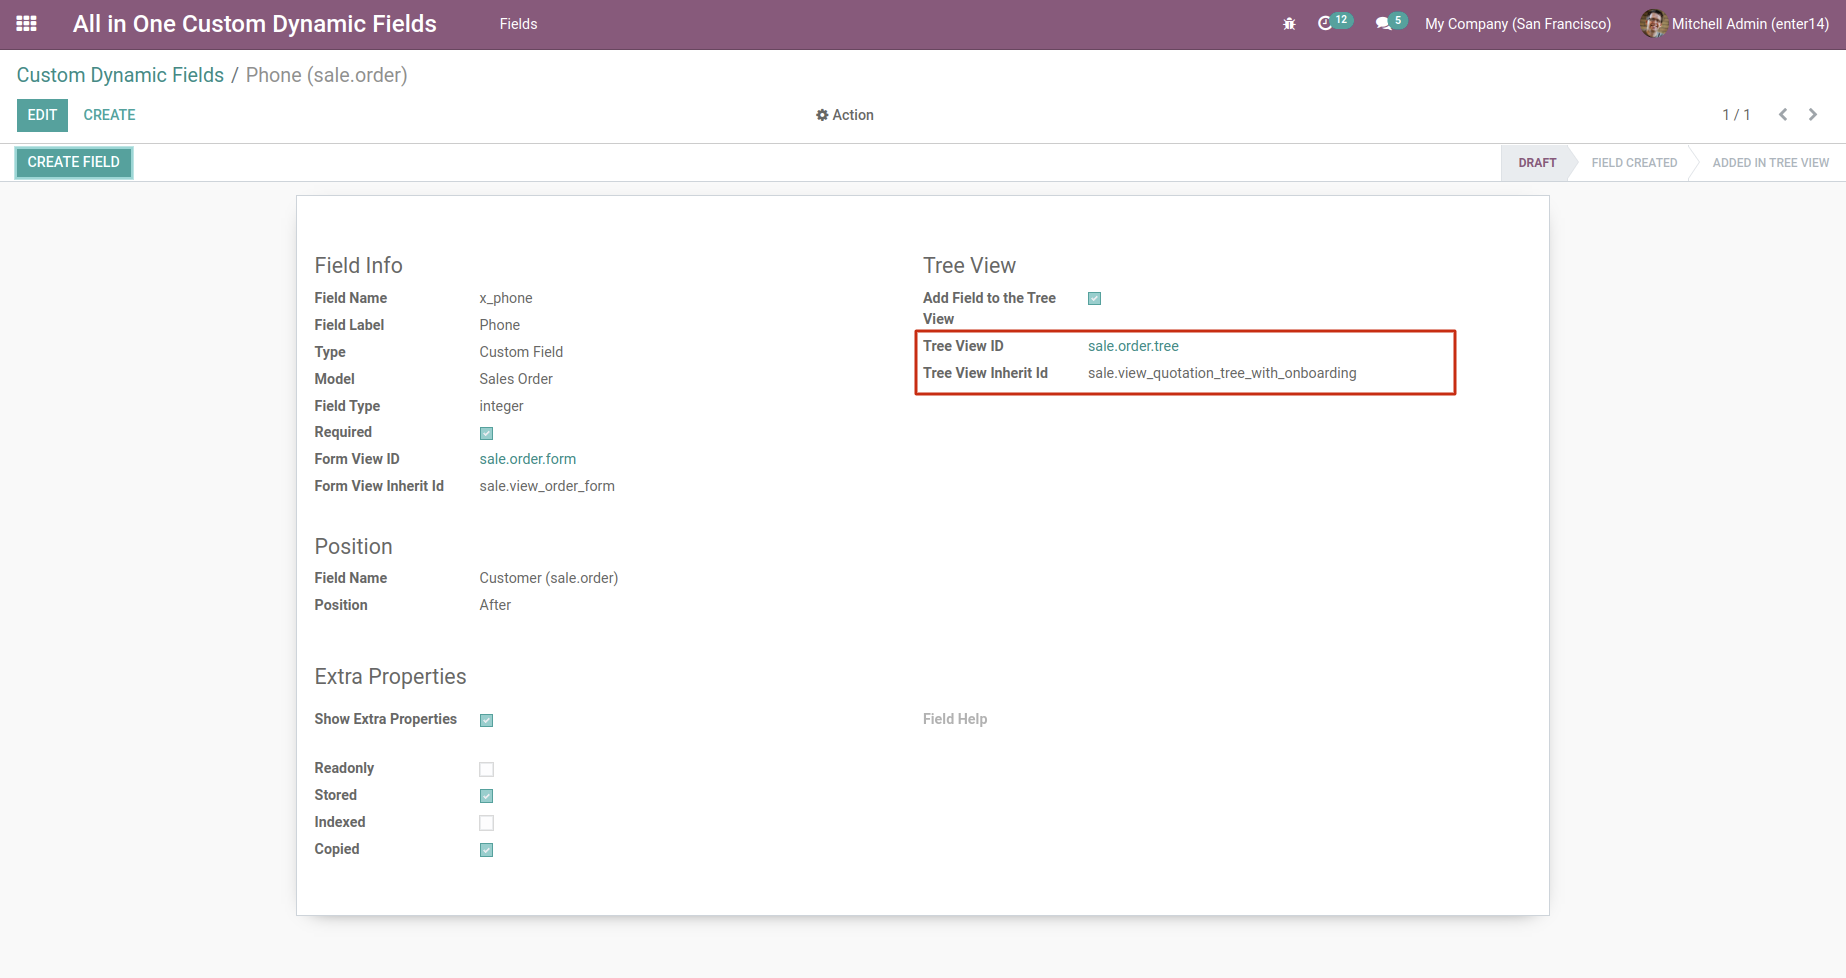 All in One Custom Dynamic Fields Fields 12 5 My Company (San Francisco) Mitchell Admin (enter14)
Custom Dynamic Fields / Phone (sale.order)
EDIT CREATE Action 1 / 1
CREATE FIELD DRAFT FIELD CREATED ADDED IN TREE VIEW
Field Info
Field Name x_phone
Field Label Phone
Type Custom Field
Model Sales Order
Field Type integer
Required
Form View ID sale.order.form
Form View Inherit Id sale.view_order_form
Tree View
Add Field to the Tree
View
Tree View ID sale.order.tree
Tree View Inherit Id sale.view_quotation_tree_with_onboarding
Position
Field Name Customer (sale.order)
Position After
Extra Properties
Show Extra Properties
Field Help
Readonly
Stored
Indexed
Copied